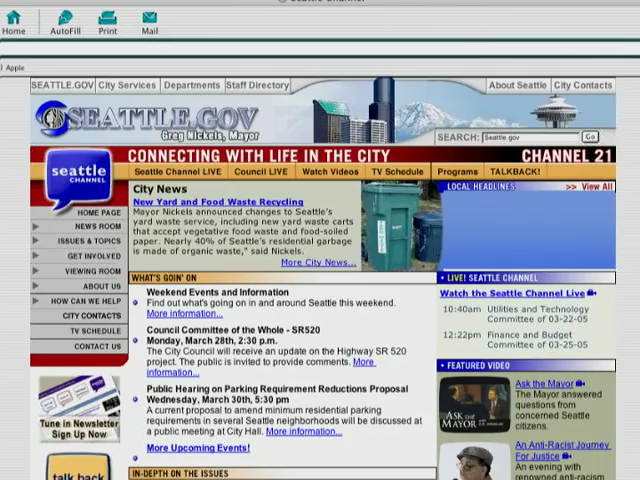 Seattle Channel
Home
AutoFill
Print
Mail
Apple
SEATTLE.GOV
City Services
Departments
Staff Directory
About Seattle
City Contacts
SEATTLE.GOV
Greg Nickels, Mayor
SEARCH:
Seattle.gov
Go
seattle
CHANNEL
CONNECTING WITH LIFE IN THE CITY
CHANNEL 21
Seattle Channel LIVE
Council LIVE
Watch Videos
TV Schedule
Programs
TALKBACK!
HOME PAGE
NEWS ROOM
ISSUES & TOPICS
GET INVOLVED
VIEWING ROOM
ABOUT US
HOW CAN WE HELP
CITY CONTACTS
TV SCHEDULE
CONTACT US
Tune in Newsletter
Sign Up Now
talk back
City News
New Yard and Food Waste Recycling
Mayor Nickels announced changes to Seattle's
yard waste service, including new yard waste carts
that accept vegetative food waste and food-soiled
paper. Nearly 40% of Seattle's residential garbage
is made of organic waste," said Nickels.
More City News...
WHAT'S GOIN' ON
Weekend Events and Information
Find out what's going on in and around Seattle this weekend.
More information...
Council Committee of the Whole - SR520
Monday, March 28th, 2:30 p.m.
The City Council will receive an update on the Highway SR 520
project. The public is invited to provide comments. More
information...
Public Hearing on Parking Requirement Reductions Proposal
Wednesday, March 30th, 5:30 pm
A current proposal to amend minimum residential parking
requirements in several Seattle neighborhoods will be discussed at
a public meeting at City Hall. More information...
More Upcoming Events!
IN-DEPTH ON THE ISSUES
LOCAL HEADLINES
>> View All
LIVE! SEATTLE CHANNEL
Watch the Seattle Channel Live
10:40am Utilities and Technology
Committee of 03-22-05
12:22pm Finance and Budget
Committee of 03-25-05
FEATURED VIDEO
ASK THE
MAYOR
Ask the Mayor
The Mayor
answered
questions from
concerned Seattle
citizens.
An Anti-Racist Journey
For Justice
An evening with
renowned anti-racism